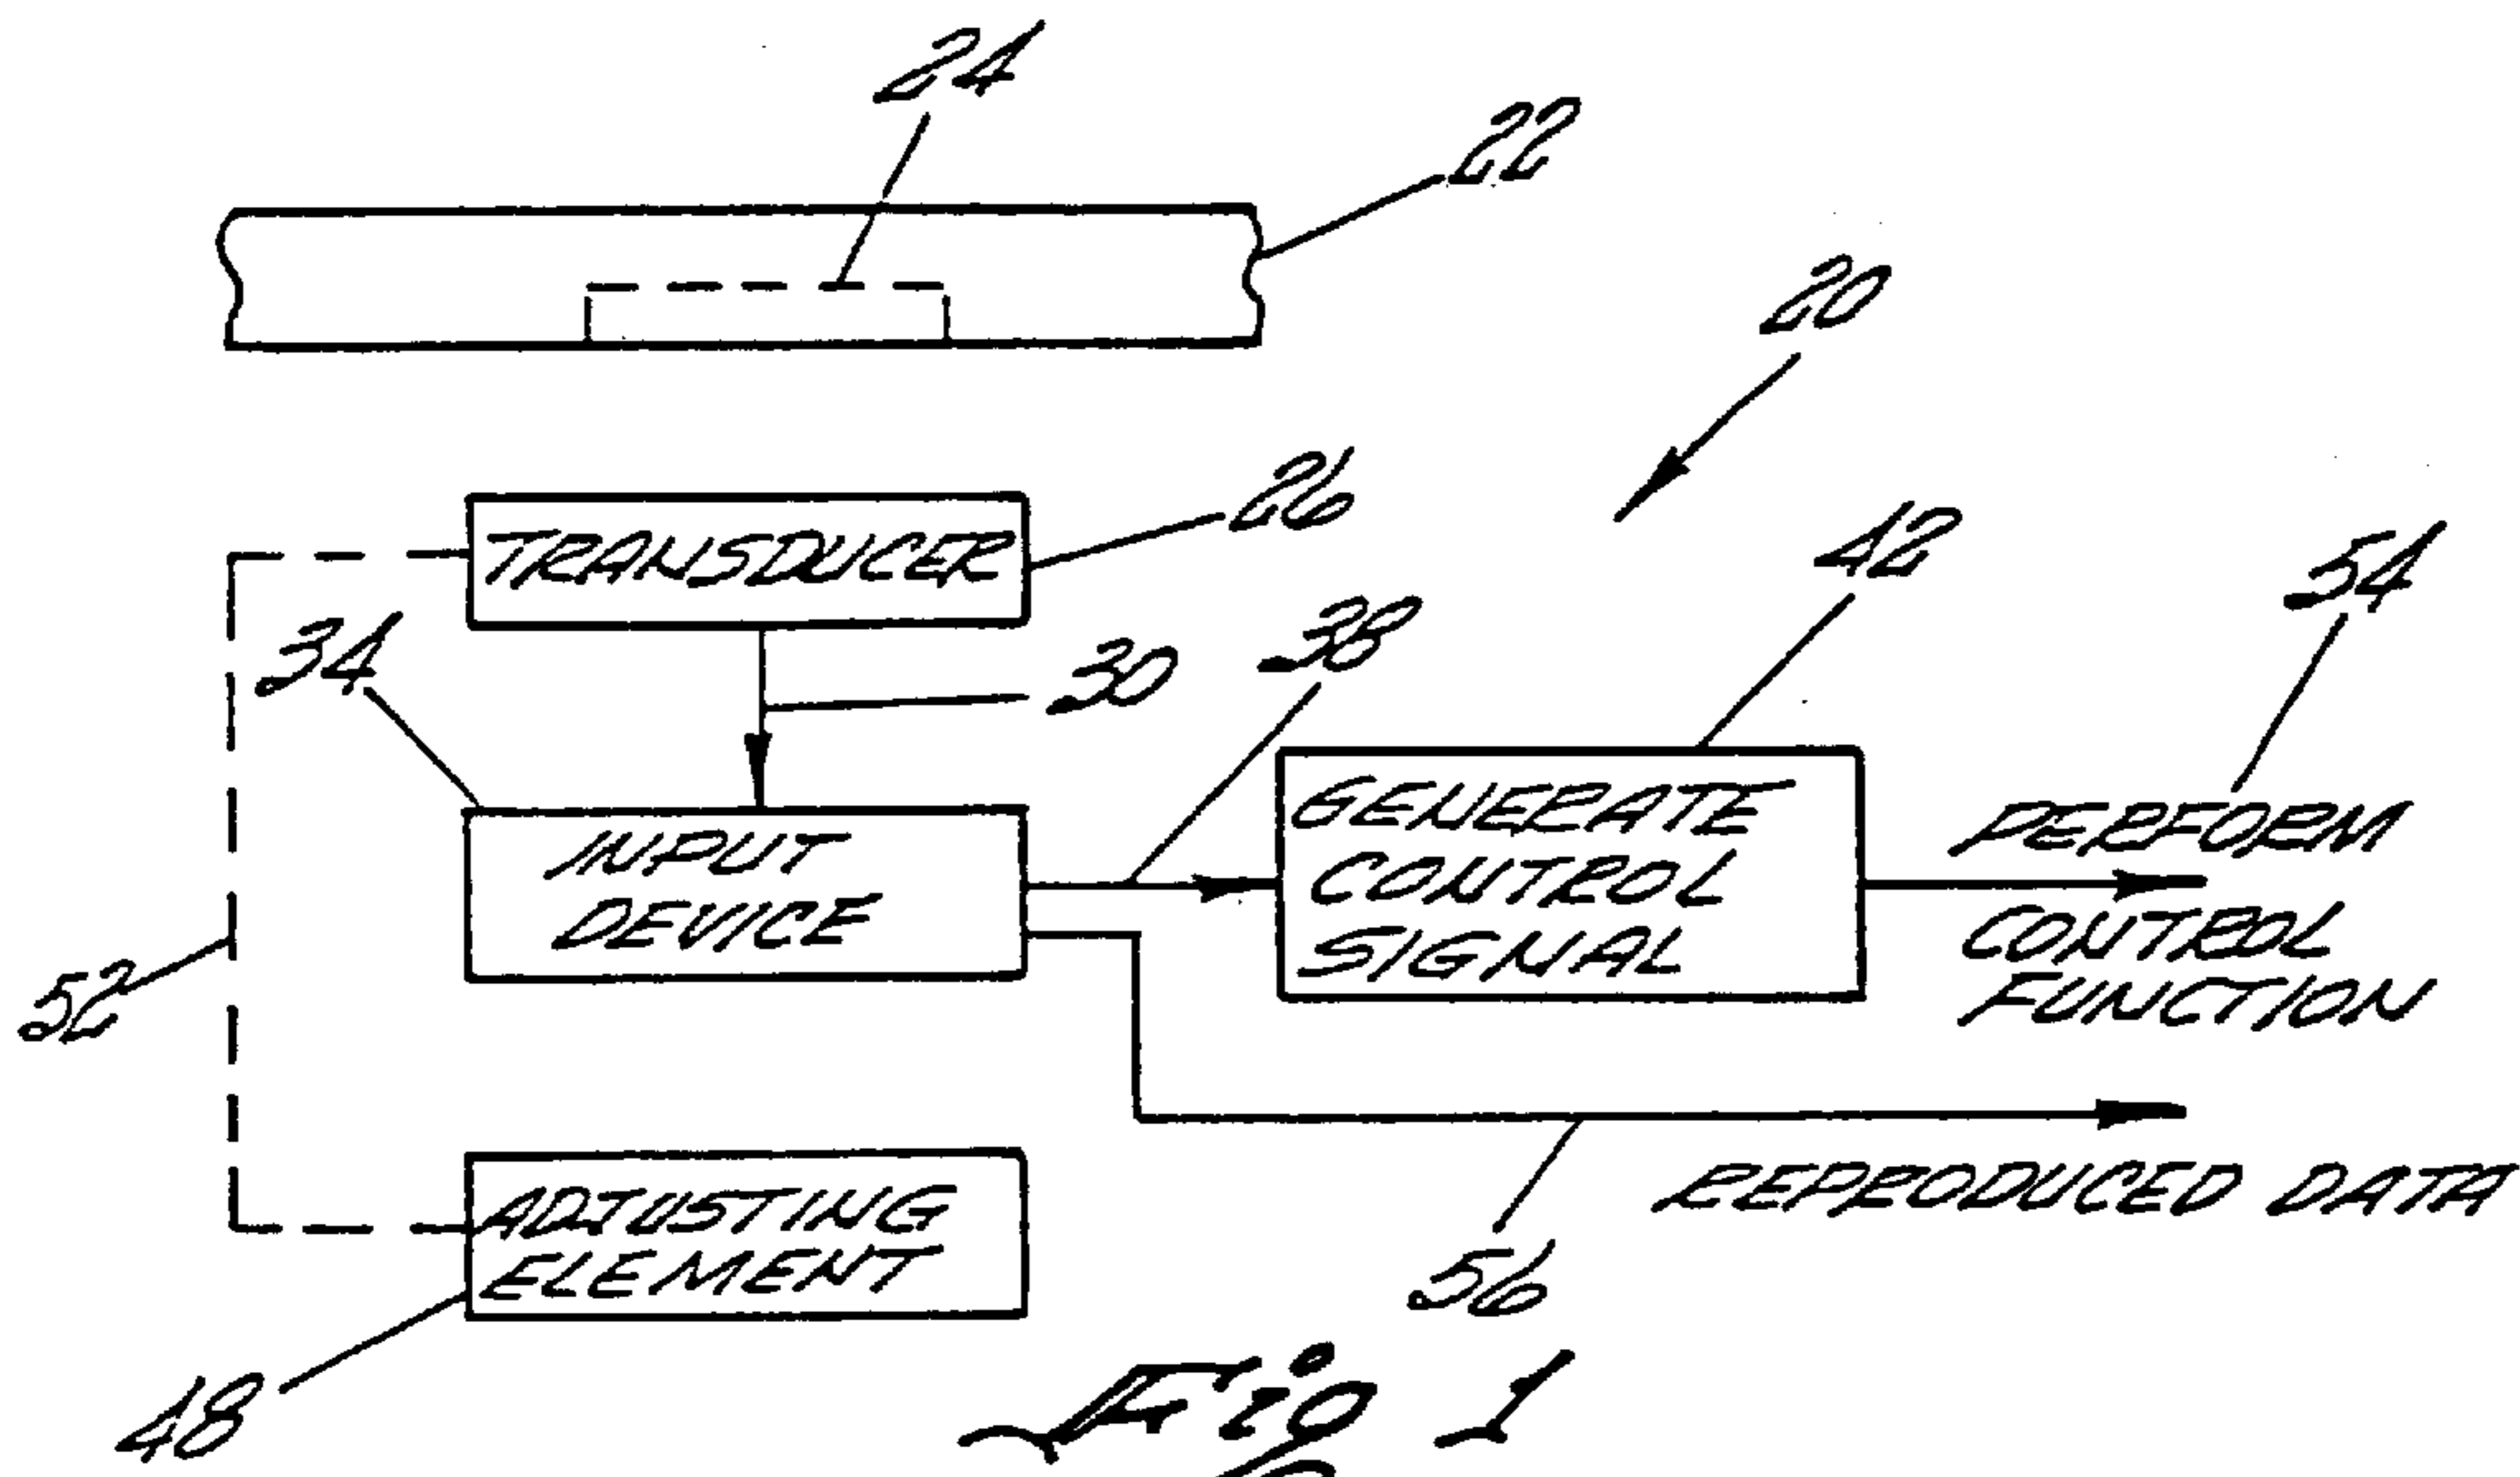 24
22
20
TRANSDUCER
26
42
54
34
30
38
INPUT
DEVICE
GENERATE
CONTROL
SIGNAL
PERFORM
CONTROL
FUNCTION
52
REPRODUCED DATA
ADJUSTING
ELEMENT
56
48
Fig 1